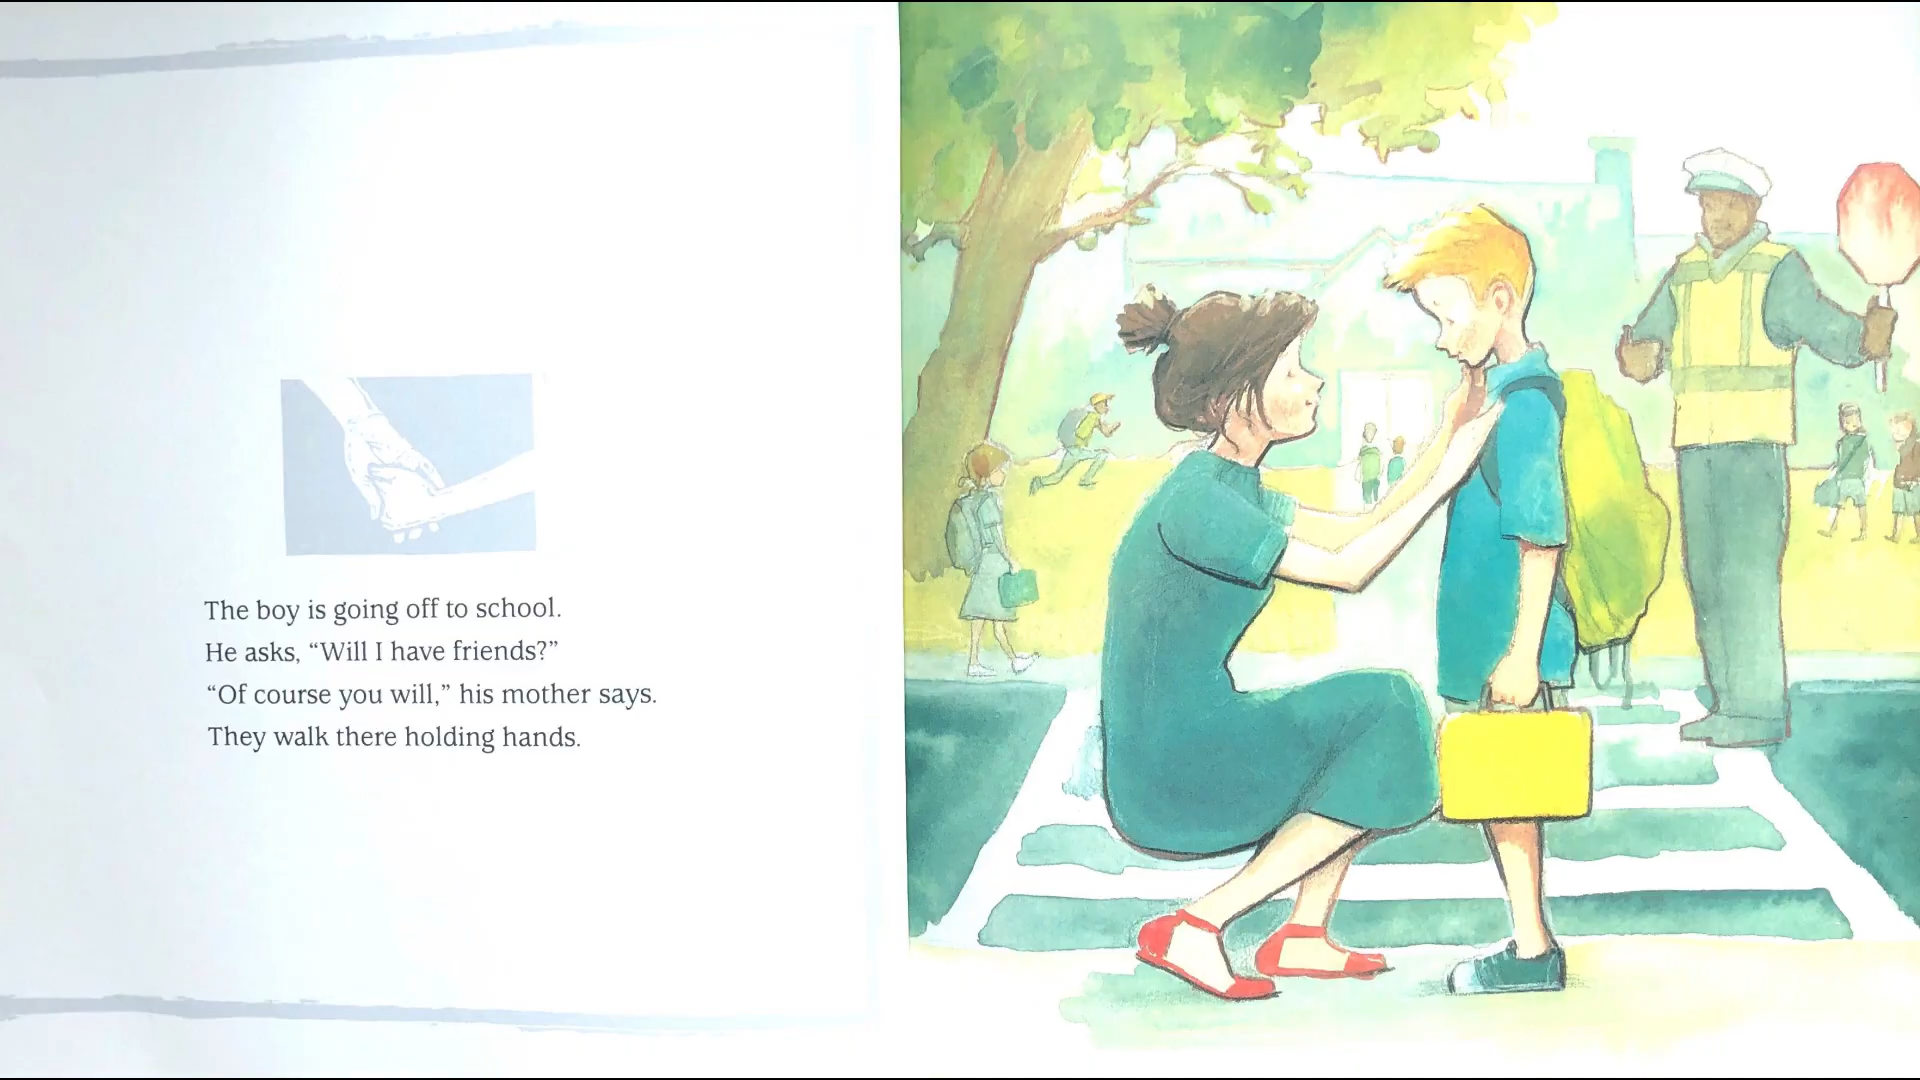 The boy is going off to school.
He asks, “Will I have friends?”
“Of course you will,” his mother says.
They walk there holding hands.